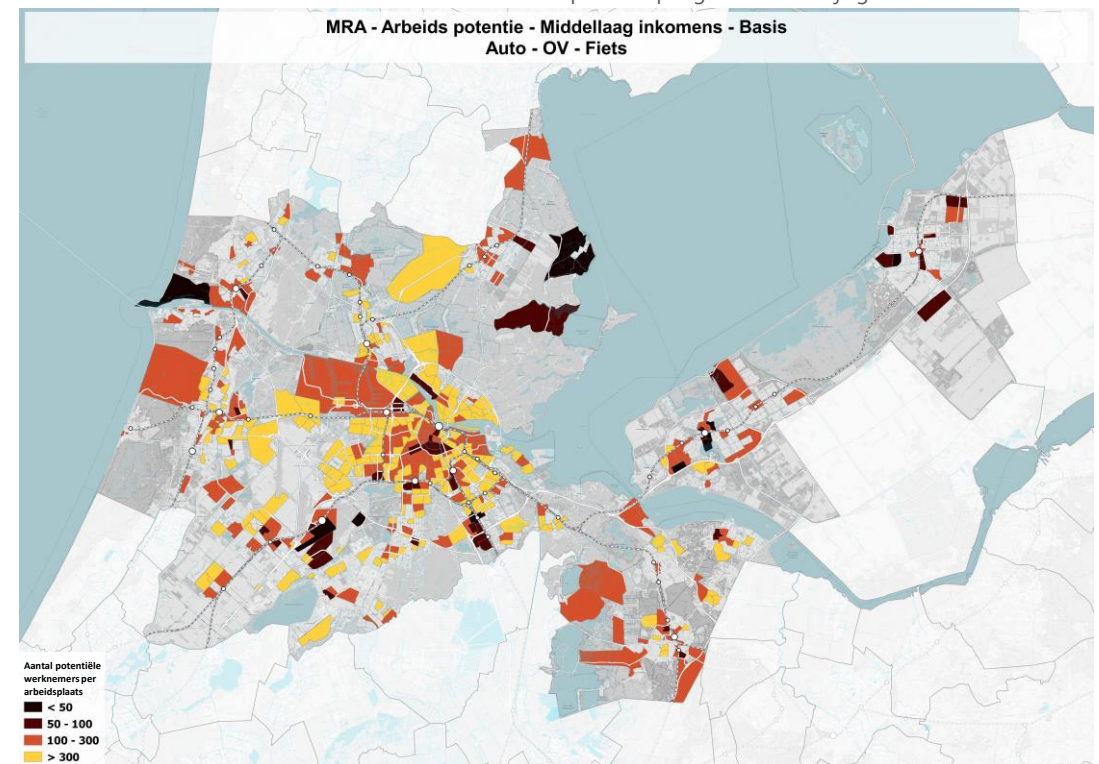 MRA - Arbeids potentie - Middellaag inkomens - Basis
Auto - OV - Fiets
Aantal potentiële
werknemers per
arbeidsplaats
< 50
50 - 100
100 - 300
> 300